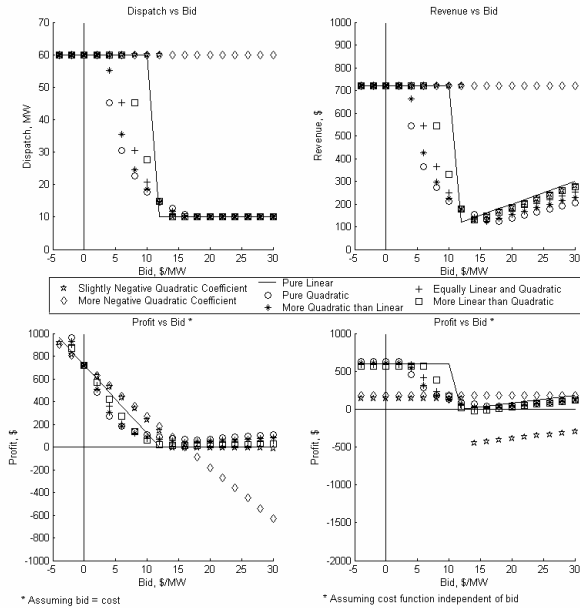 Dispatch vs Bid
70
60
50
40
30
20
10
0
-5 0 5 10 15 20 25 30
Dispatch, MW
Bid, $/MW
Revenue vs Bid
1000
900
800
700
600
500
400
300
200
100
0
-5 0 5 10 15 20 25 30
Revenue, $
Bid, $/MW
Slightly Negative Quadratic Coefficient
More Negative Quadratic Coefficient
Pure Linear
Pure Quadratic
More Quadratic than Linear
Equally Linear and Quadratic
More Linear than Quadratic
Profit vs Bid *
1000
800
600
400
200
0
-200
-400
-600
-800
-1000
-5 0 5 10 15 20 25 30
Profit, $
Bid, $/MW
* Assuming bid = cost
Profit vs Bid *
1000
500
0
-500
-1000
-1500
-2000
-5 0 5 10 15 20 25 30
Profit, $
Bid, $/MW
* Assuming cost function independent of bid